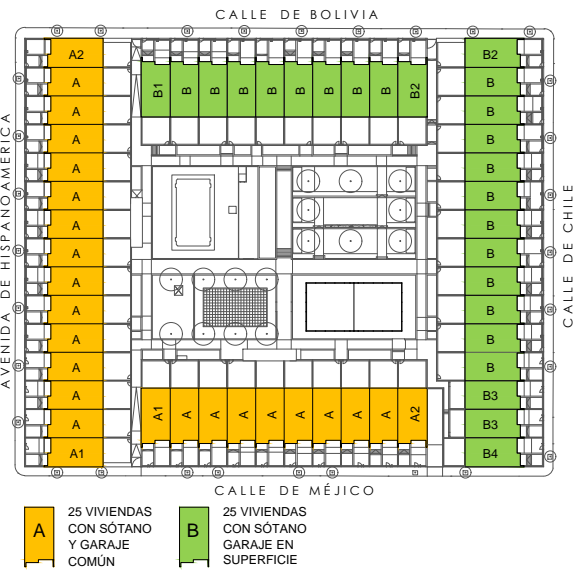 CALLE DE BOLIVIA
AVENIDA DE HISPANOAMERICA
A2
A
A
A
A
A
A
A
A
A
A
A
A
A
A1
B1 B B B B B B B B B2
B2
B
B
B
B
B
B
B
B
B
B
B
B3
B3
B4
CALLE DE CHILE
A1 A A A A A A A A A2
CALLE DE MÉJICO
A
25 VIVIENDAS
CON SÓTANO
Y GARAJE
COMÚN
B
25 VIVIENDAS
CON SÓTANO
GARAJE EN
SUPERFICIE